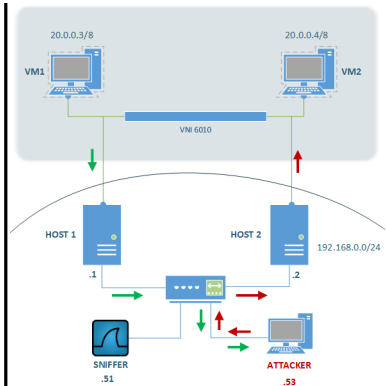 20.0.0.3/8
20.0.0.4/8
VM1
VM2
VNI 6010
HOST 1
HOST 2
192.168.0.0/24
.1
.2
SNIFFER
ATTACKER
.51
.53